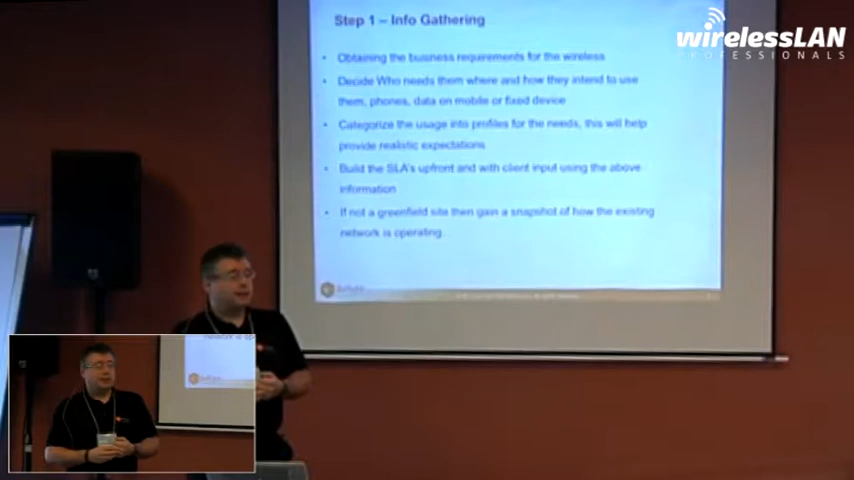 Step 1 – Info Gathering
wirelessLAN
PROFESSIONALS
• Obtaining the business requirements for the wireless
• Decide Who needs them where and how they intend to use
them, phones, data on mobile or fixed device
• Categorize the usage into profiles for the needs, this will help
provide realistic expectations
• Build the SLA's upfront and with client input using the above
information
• If not a greenfield site then gain a snapshot of how the existing
network is operating.
network is ope